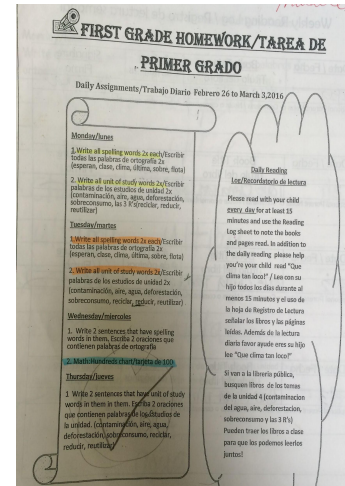 FIRST GRADE HOMEWORK/TAREA DE
PRIMER GRADO
Daily Assignments/Trabajo Diario Febrero 26 to March 3,2016
Monday/lunes
1.Write all spelling words 2x each/Escribir
todas las palabras de ortografía 2x
(esperan, clase, clima, última, sobre, flota)
2. Write all unit of study words 2x/Escribir
palabras de los estudios de unidad 2x
(contaminación, aire, agua, deforestación,
sobreconsumo, las 3 R's(reciclar, reducir,
reutilizar)
Tuesday/martes
1.Write all spelling words 2x each/Escribir
todas las palabras de ortografía 2x
(esperan, clase, clima, última, sobre, flota)
2. Write all unit of study words 2x/Escribir
palabras de los estudios de unidad 2x
(contaminación, aire, agua, deforestación,
sobreconsumo, reciclar, reducir, reutilizar)
Wednesday/miercoles
1. Write 2 sentences that have spelling
words in them. Escriba 2 oraciones que
contienen palabras de ortografía
2. Math:Hundreds chart/tarjeta de 100
Thursday/jueves
1 Write 2 sentences that have unit of study
words in them in them. Escriba 2 oraciones
que contienen palabras de los estudios de
la unidad. (contaminación, aire, agua,
deforestación, sobreconsumo, reciclar,
reducir, reutilizar)
Daily Reading
Log/Recordatorio de lectura
Please read with your child
every day for at least 15
minutes and use the Reading
Log sheet to note the books
and pages read. In addition to
the daily reading please help
you're your child read "Que
clima tan loco!" / Lea con su
hijo todos los días durante al
menos 15 minutos y el uso de
la hoja de Registro de Lectura
señalar los libros y las páginas
leídas. Además de la lectura
diaria favor ayude eres su hijo
lee "Que clima tan loco!"
Si van a la librería pública,
busquen libros de los temas
de la unidad 4 (contaminacion
del agua, aire, deforestacion,
sobreconsumo y las 3 R's)
Pueden traer los libros a clase
para que los podemos leerlos
juntos!